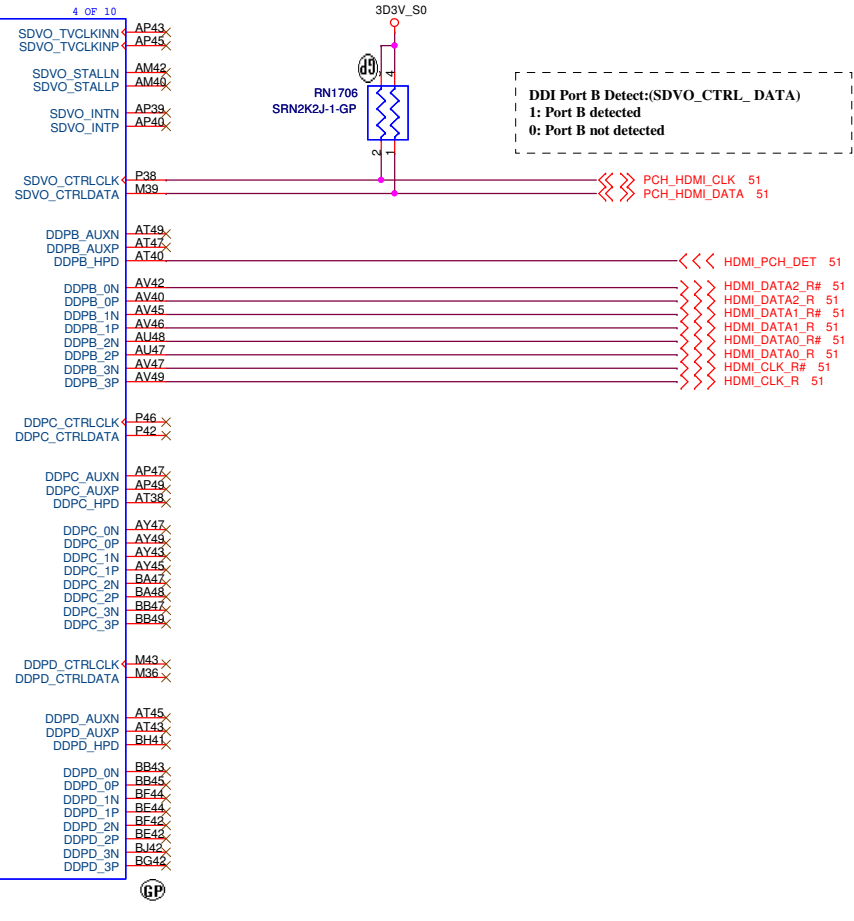 4 OF 10
3D3V_S0
SDVO_TVCLKINN AP43
SDVO_TVCLKINP AP45
SDVO_STALLN AM42
SDVO_STALLP AM40
GP
4
RN1706
SRN2K2J-1-GP
DDI Port B Detect:(SDVO_CTRL_ DATA)
1: Port B detected
0: Port B not detected
SDVO_INTN AP39
SDVO_INTP AP40
2 1
SDVO_CTRLCLK P38 PCH_HDMI_CLK 51
SDVO_CTRLDATA M39 PCH_HDMI_DATA 51
DDPB_AUXN AT49
DDPB_AUXP AT47
DDPB_HPD AT40 HDMI_PCH_DET 51
DDPB_0N AV42 HDMI_DATA2_R# 51
DDPB_0P AV40 HDMI_DATA2_R 51
DDPB_1N AV45 HDMI_DATA1_R# 51
DDPB_1P AV46 HDMI_DATA1_R 51
DDPB_2N AU48 HDMI_DATA0_R# 51
DDPB_2P AU47 HDMI_DATA0_R 51
DDPB_3N AV47 HDMI_CLK_R# 51
DDPB_3P AV49 HDMI_CLK_R 51
DDPC_CTRLCLK P46
DDPC_CTRLDATA P42
DDPC_AUXN AP47
DDPC_AUXP AP49
DDPC_HPD AT38
DDPC_0N AY47
DDPC_0P AY49
DDPC_1N AY43
DDPC_1P AY45
DDPC_2N BA47
DDPC_2P BA48
DDPC_3N BB47
DDPC_3P BB49
DDPD_CTRLCLK M43
DDPD_CTRLDATA M36
DDPD_AUXN AT45
DDPD_AUXP AT43
DDPD_HPD BH41
DDPD_0N BB43
DDPD_0P BB45
DDPD_1N BF44
DDPD_1P BE44
DDPD_2N BF42
DDPD_2P BE42
DDPD_3N BJ42
DDPD_3P BG42
GP